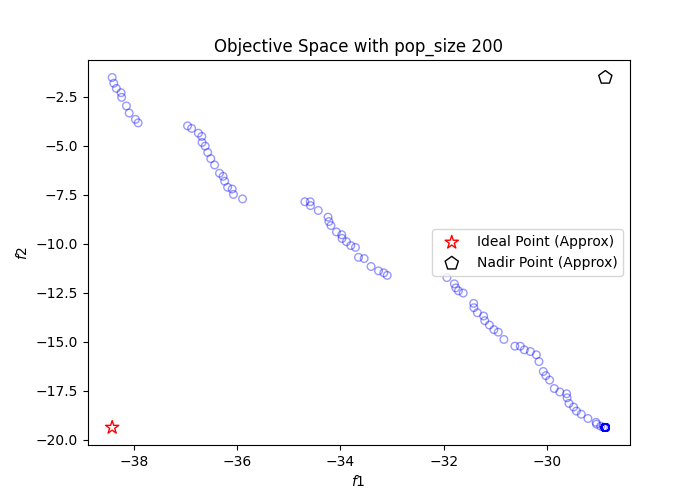 Objective Space with pop_size 200
−2.5
−5.0
−7.5
−10.0
−12.5
−15.0
−17.5
−20.0
f2
Ideal Point (Approx)
Nadir Point (Approx)
−38
−36
−34
−32
−30
f1